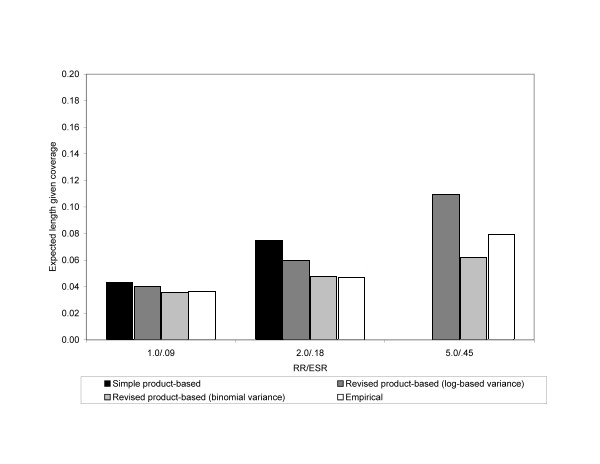 0.20
0.18
0.16
0.14
0.12
0.10
0.08
0.06
0.04
0.02
0.00
Expected length given coverage
1.0/.09
2.0/.18
5.0/.45
RR/ESR
Simple product-based
Revised product-based (log-based variance)
Revised product-based (binomial variance)
Empirical